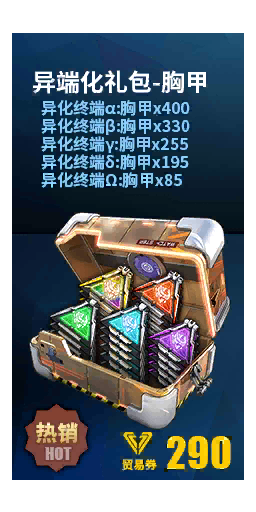 异端化礼包-胸甲
异化终端α:胸甲x400
异化终端β:胸甲x330
异化终端γ:胸甲x255
异化终端δ:胸甲x195
异化终端Ω:胸甲x85
WATCH STEP
热销
HOT
贸易券 290